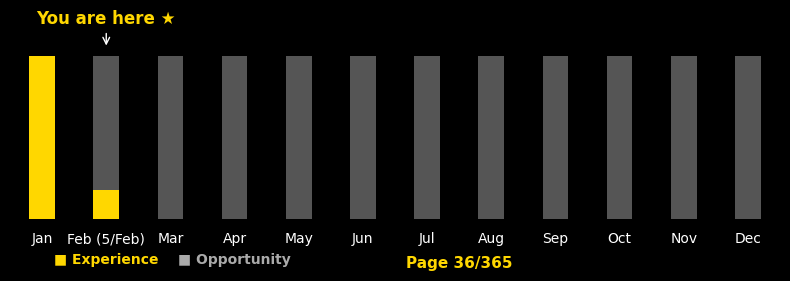 You are here ★
Jan Feb (5/Feb) Mar Apr May Jun Jul Aug Sep Oct Nov Dec
■ Experience ■ Opportunity Page 36/365